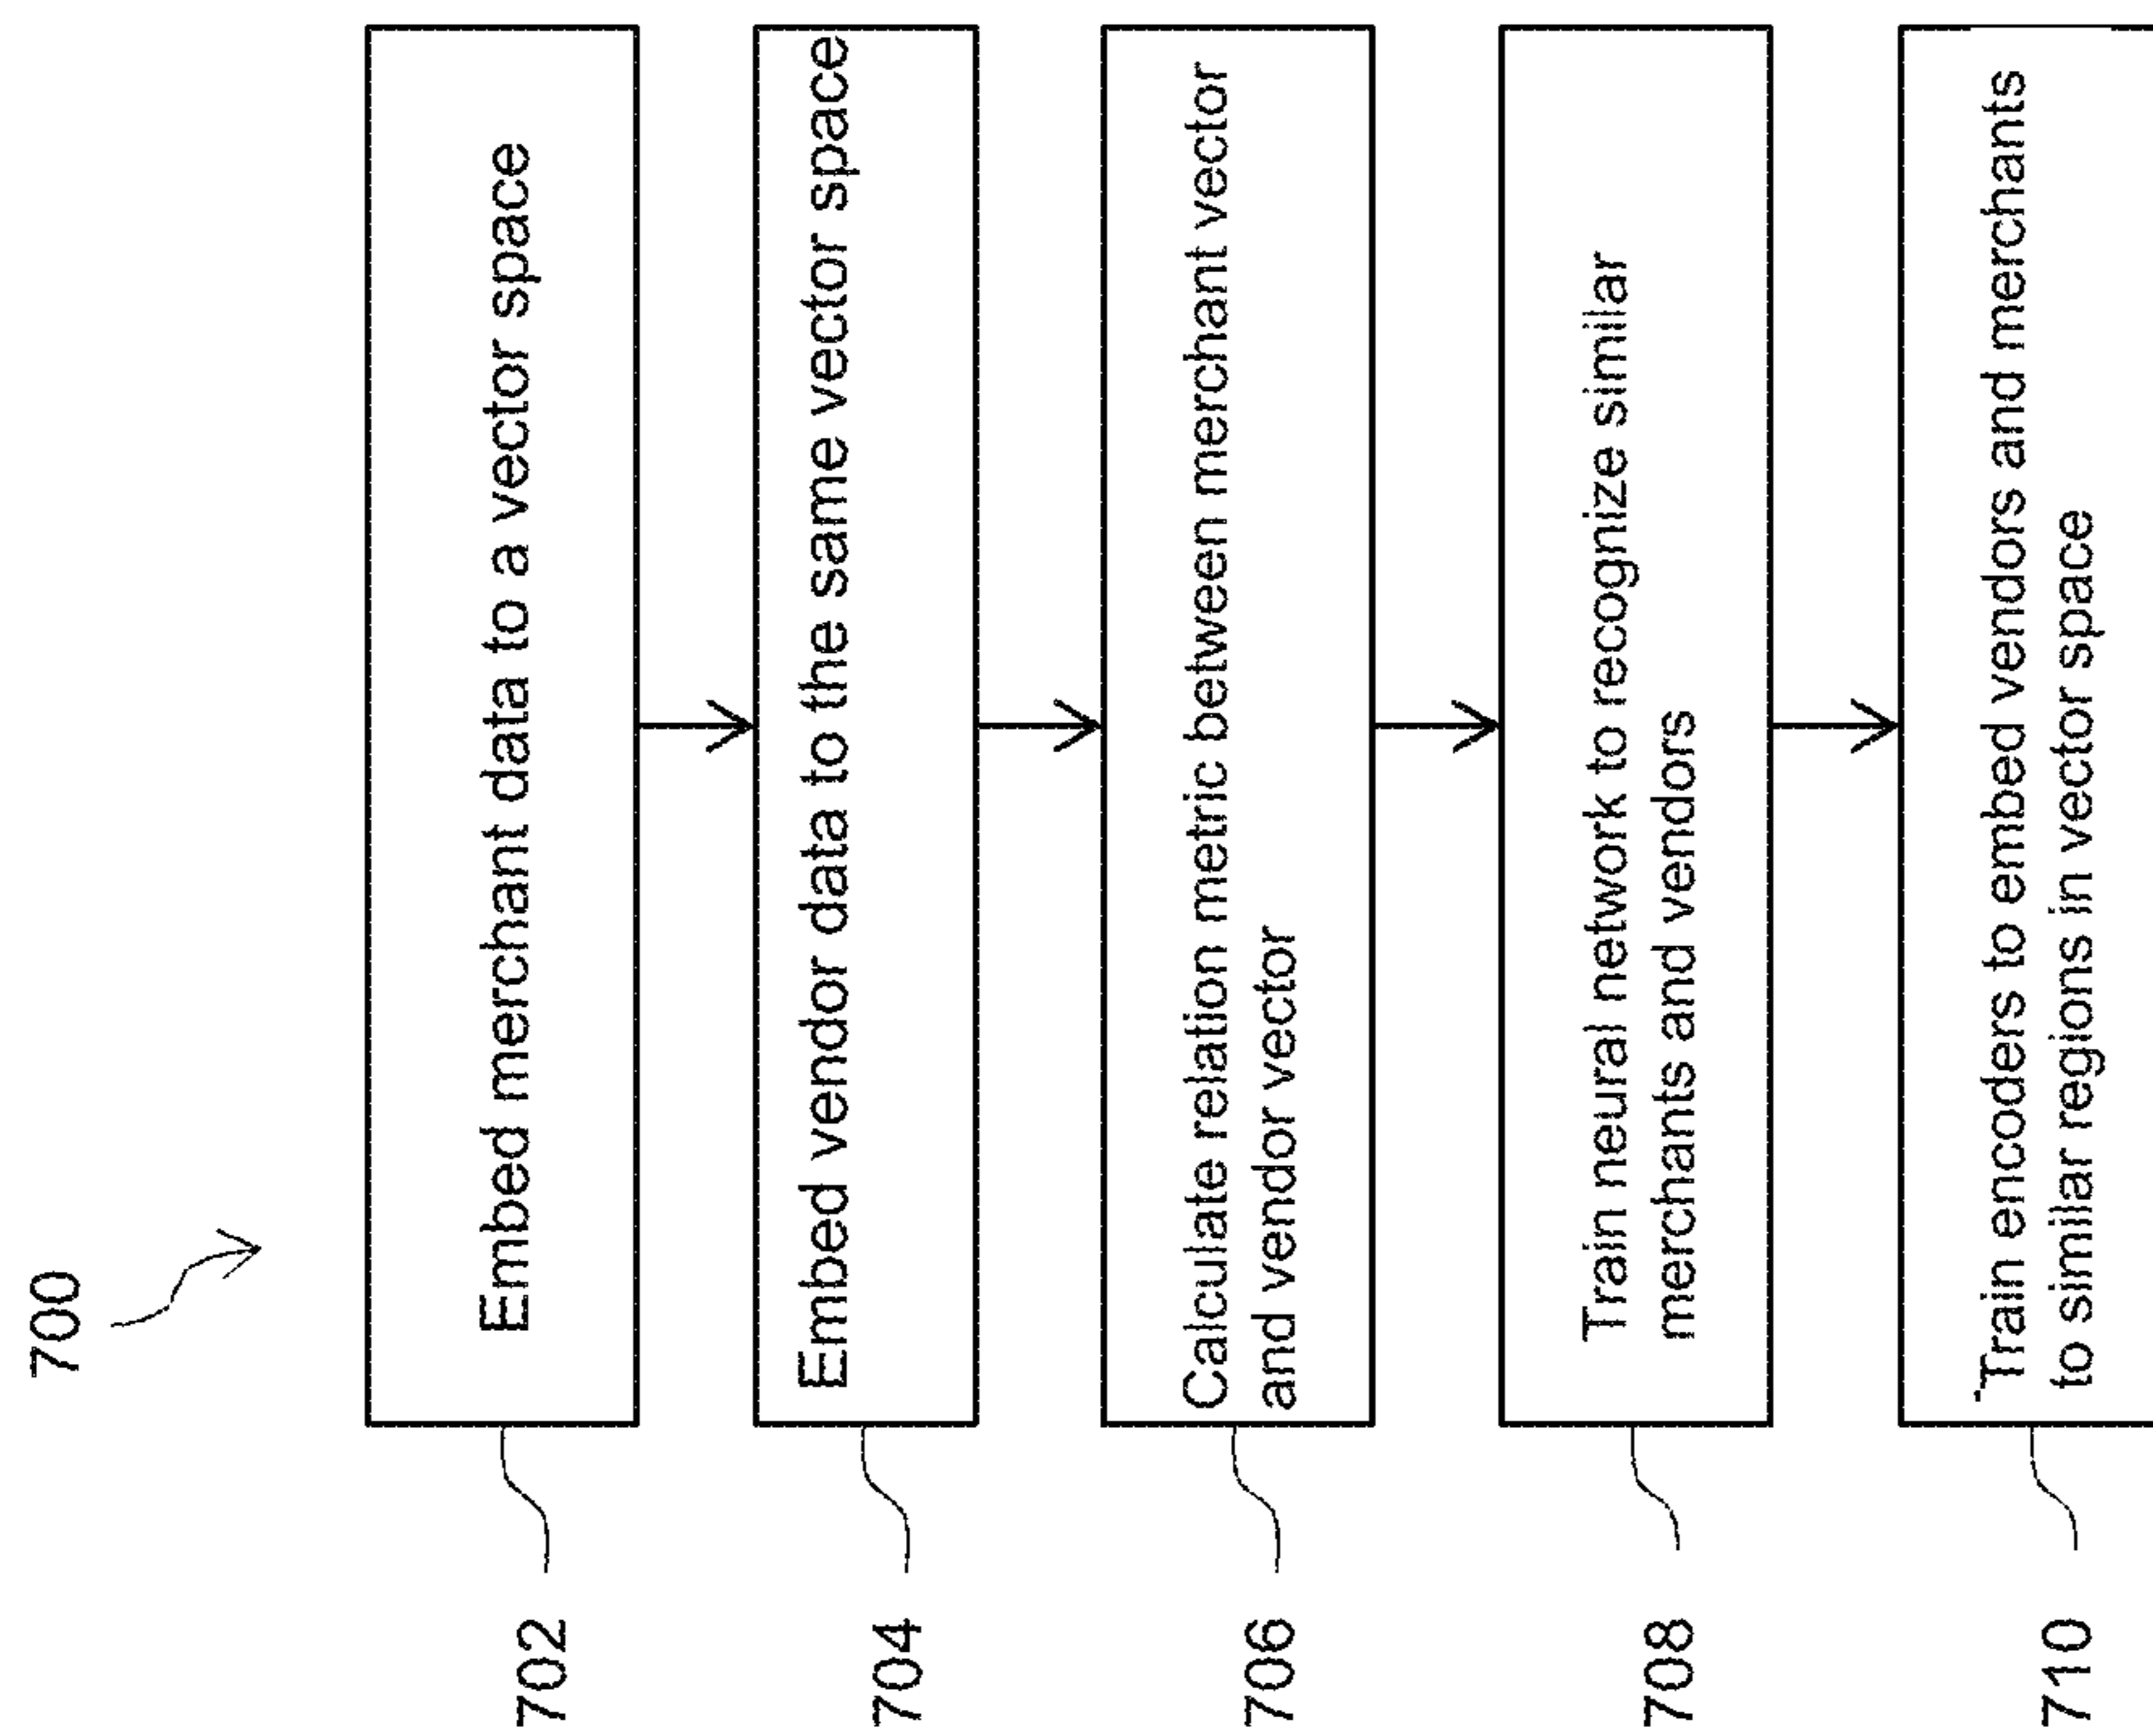 700
702
Embed merchant data to a vector space
704
Embed vendor data to the same vector space
706
Calculate relation metric between merchant vector
and vendor vector
708
Train neural network to recognize similar
merchants and vendors
710
Train encoders to embed vendors and merchants
to similar regions in vector space